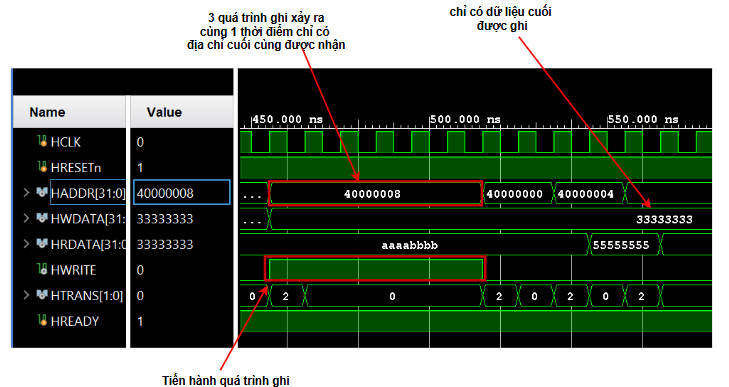 3 quá trình ghi xảy ra
cùng 1 thời điểm chỉ có
địa chỉ cuối cùng được nhận
chỉ có dữ liệu cuối
được ghi
Name
Value
450.000 ns
500.000 ns
550.000 ns
HCLK
0
HRESETn
1
HADDR[31:0]
40000008
...
40000008
40000000
40000004
HWDATA[31:
33333333
...
33333333
HRDATA[31:0
33333333
aaaabbbb
55555555
HWRITE
0
HTRANS[1:0]
0
0
2
0
2
0
2
0
2
HREADY
1
Tiến hành quá trình ghi